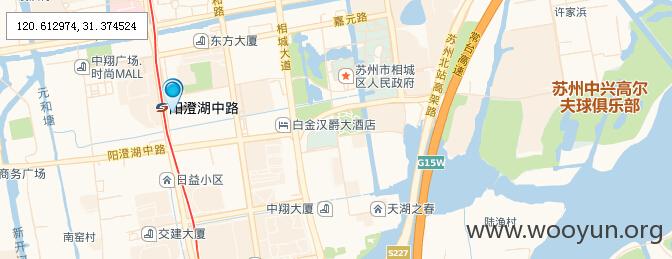 120.612974,31.374524
嘉元路
许家浜
东方大厦
相城大道
常台高速
苏州北站高架路
中翔广场.
时尚MALL
苏州市相城
区人民政府
苏州中兴高尔
夫球俱乐部
元和塘
阳澄湖中路
白金汉爵大酒店
阳澄湖中路
G15W
商务广场
目益小区
中翔大厦
天湖之春
陆渔村
南窑村
交建大厦
www.wooyun.org
S227